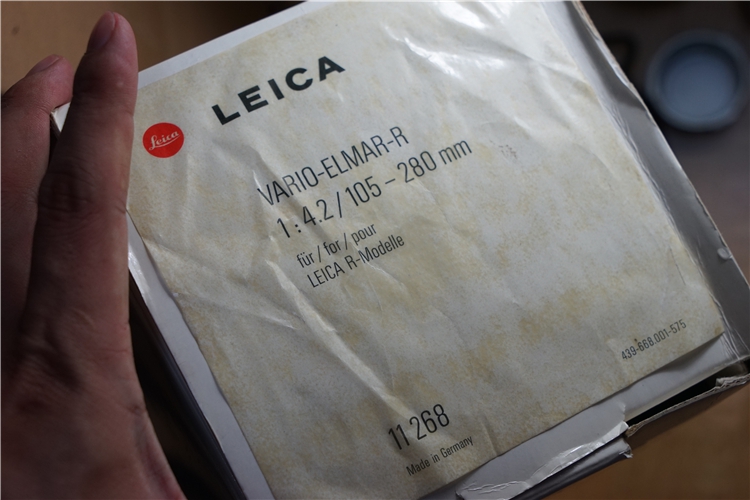 LEICA
Leica
VARIO-ELMAR-R
1 : 4.2 / 105 – 280 mm
für / for / pour
LEICA R-Modelle
439-668.001-575
11 268
Made in Germany